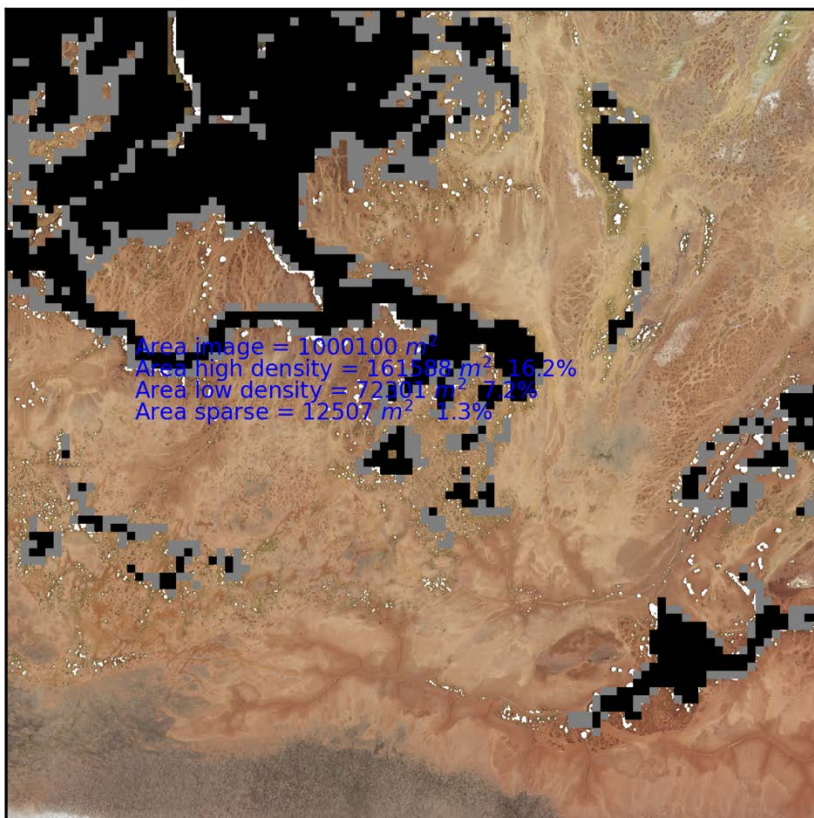 Area image = 1000100 m²
Area high density = 161588 m² 16.2%
Area low density = 72301 m² 7.2%
Area sparse = 12507 m² 1.3%